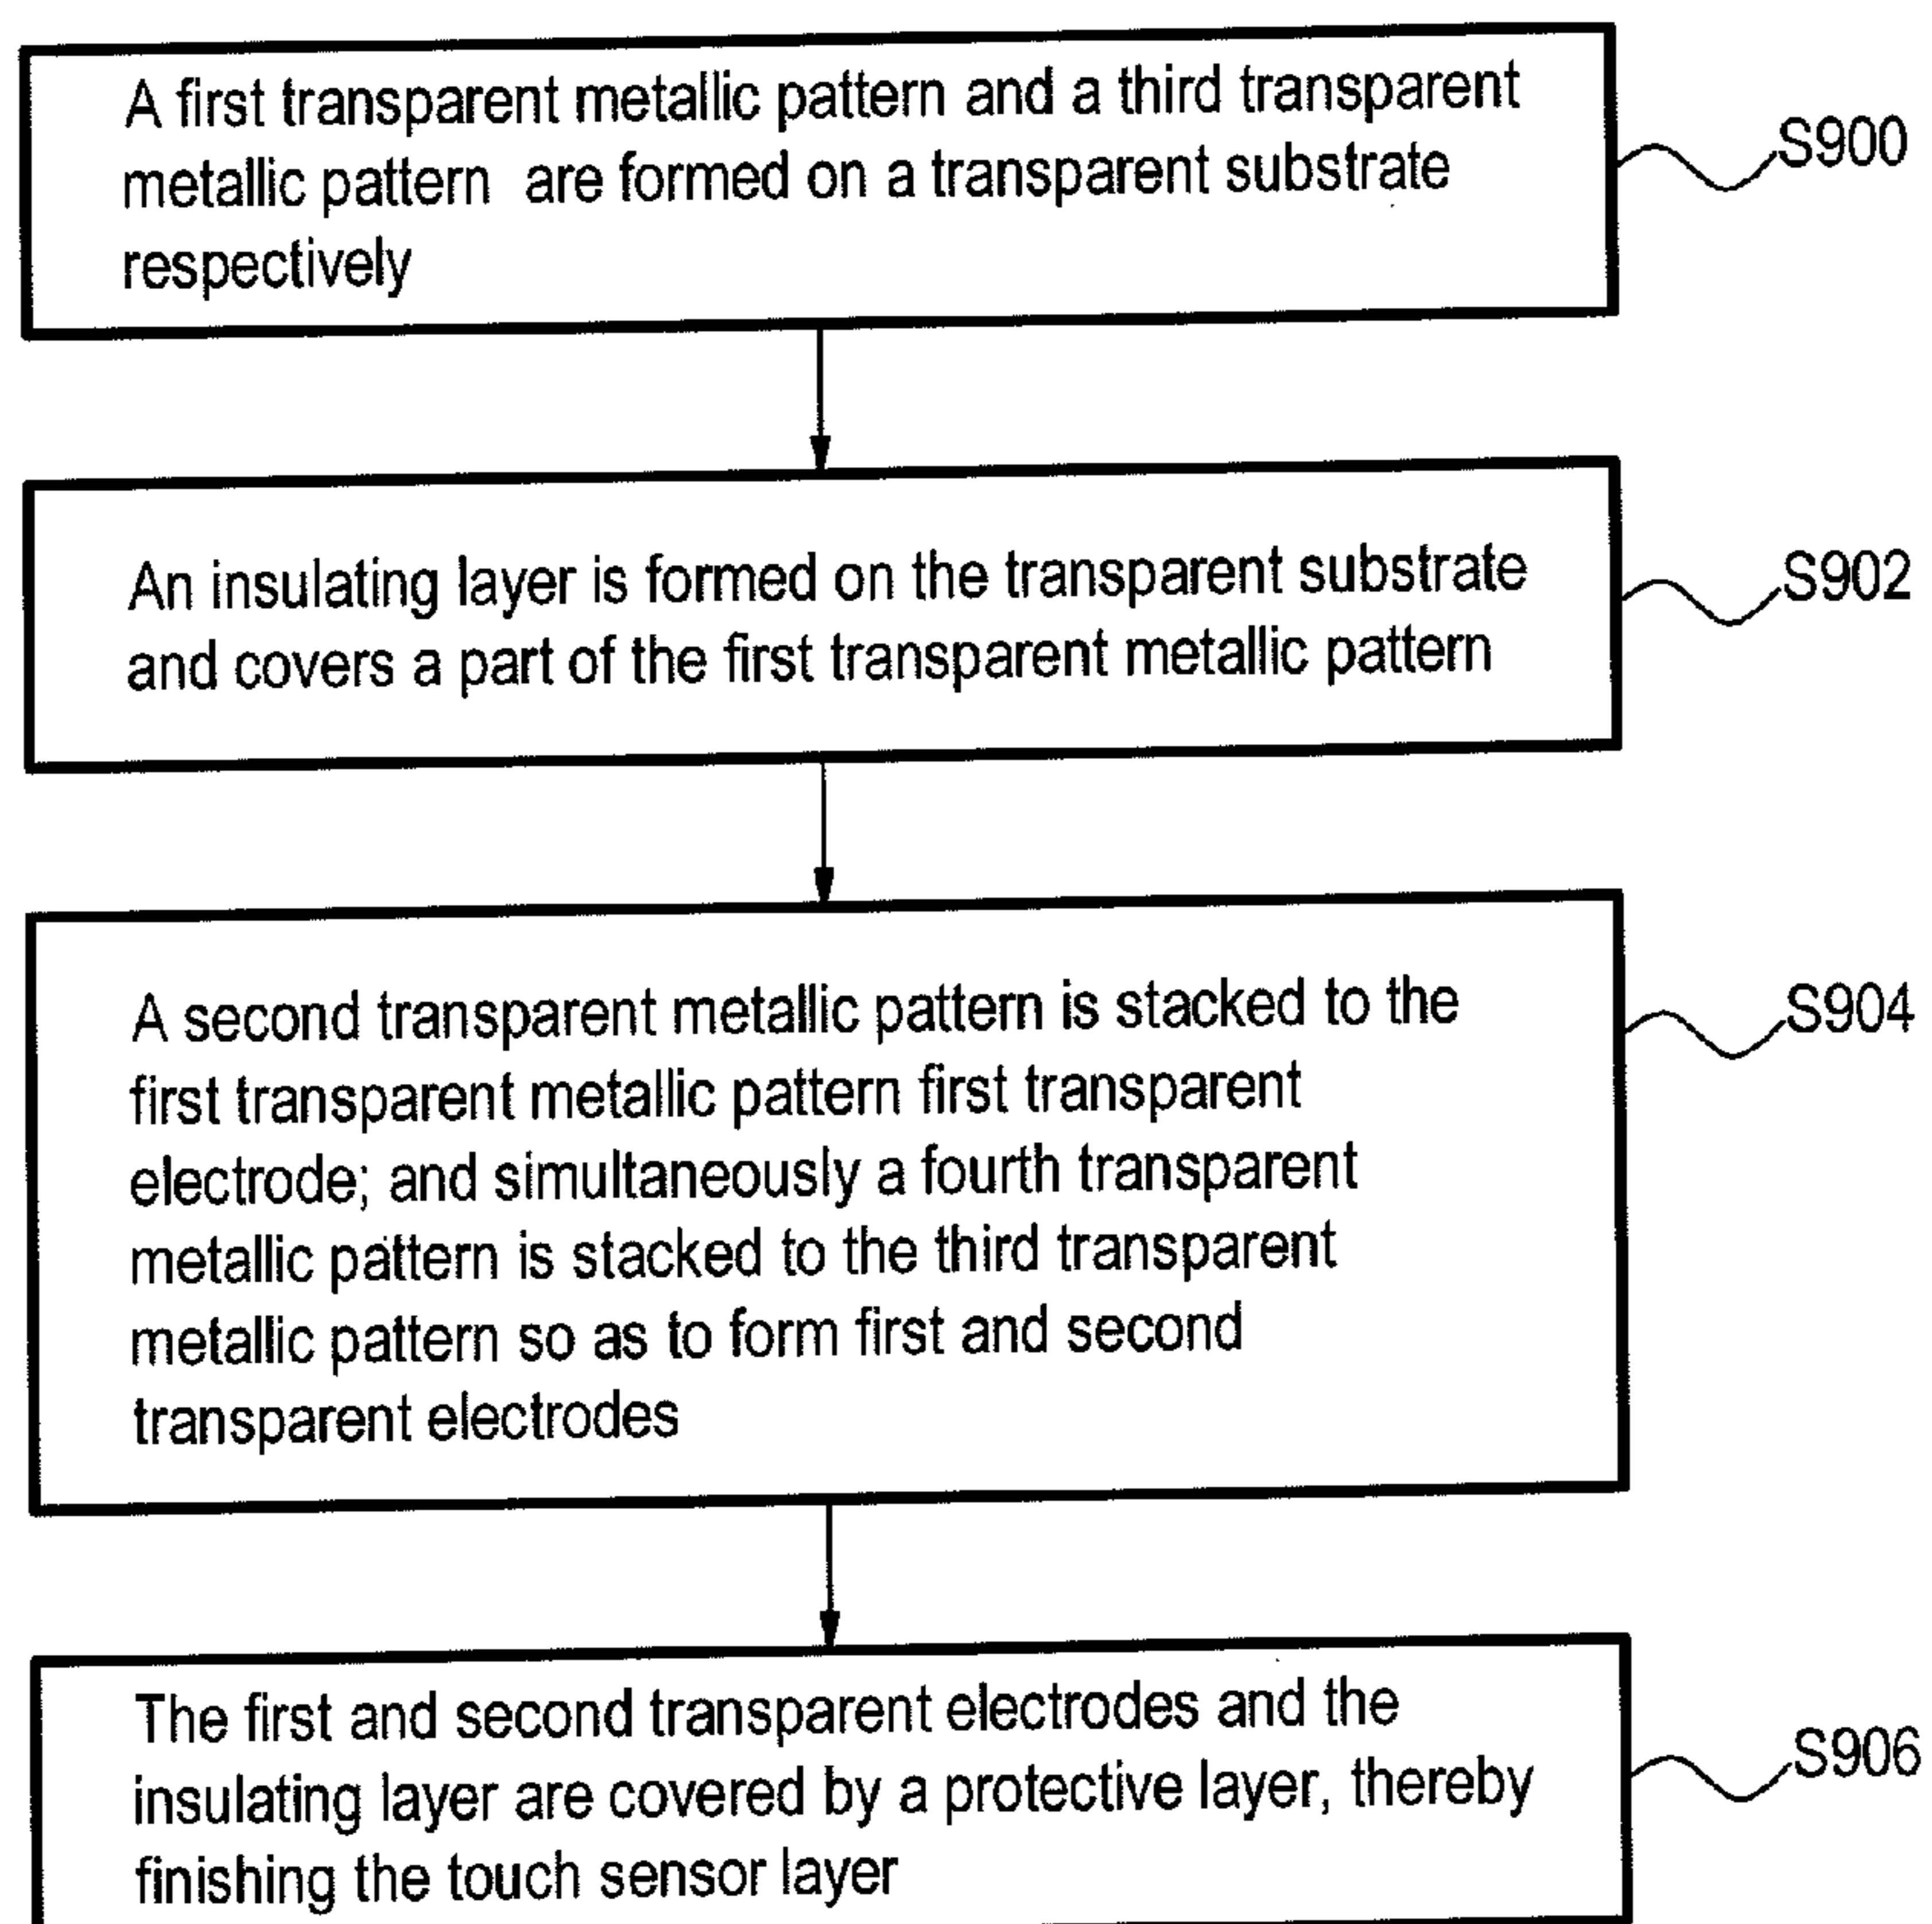 A first transparent metallic pattern and a third transparent
metallic pattern are formed on a transparent substrate
respectively
S900
An insulating layer is formed on the transparent substrate
and covers a part of the first transparent metallic pattern
S902
A second transparent metallic pattern is stacked to the
first transparent metallic pattern first transparent
electrode; and simultaneously a fourth transparent
metallic pattern is stacked to the third transparent
metallic pattern so as to form first and second
transparent electrodes
S904
The first and second transparent electrodes and the
insulating layer are covered by a protective layer, thereby
finishing the touch sensor layer
S906